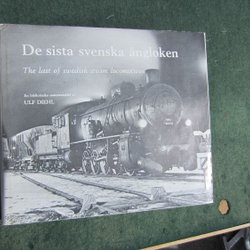 De sista svenska ångloken
The last of swedish steam locomotives
ULF DIEHL